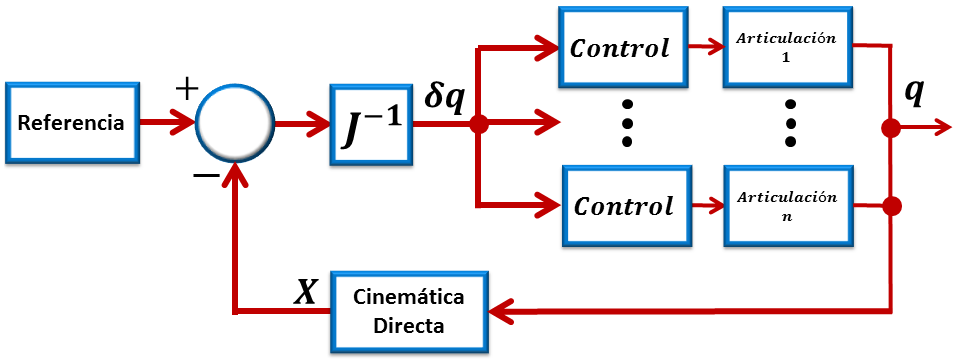 Control
Articulación
1
+
δq
q
Referencia
J⁻¹
−
Control
Articulación
n
X
Cinemática
Directa